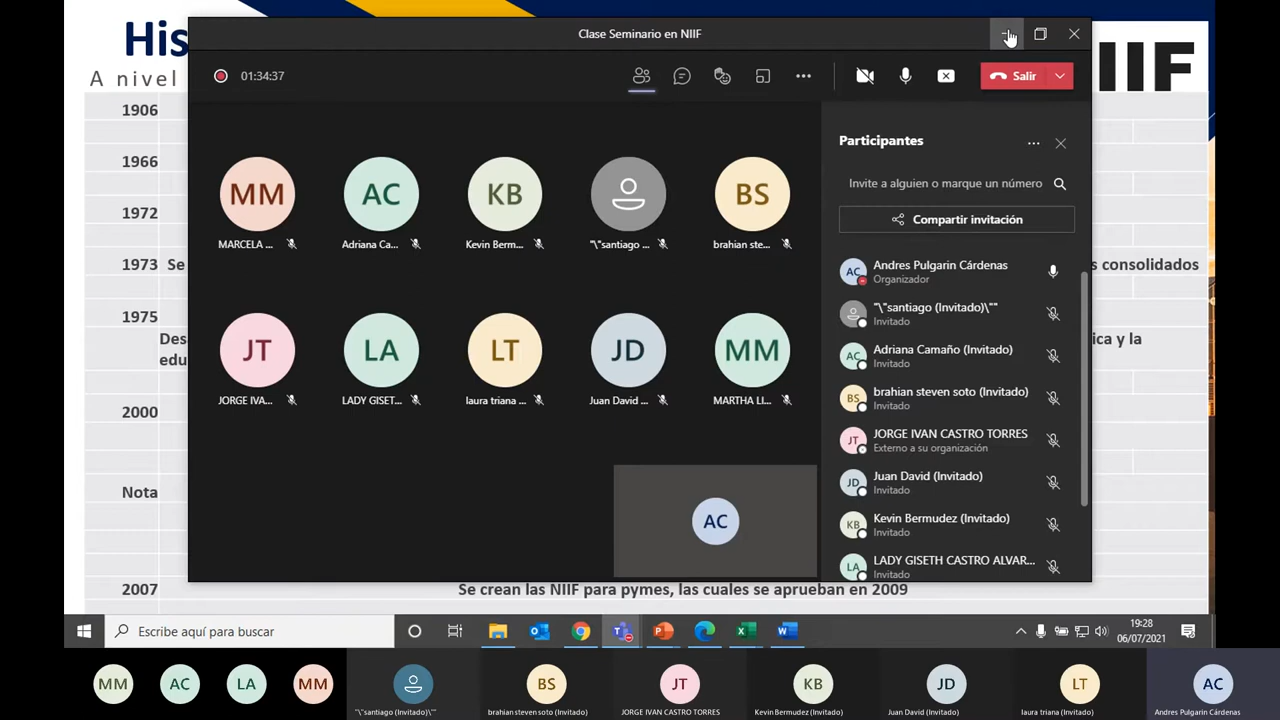 His
NIIF
A nivel
1906
1966
1972
1973 Se
s consolidados
1975
Des
ica y la
edu
2000
Nota
2007
Se crean las NIIF para pymes, las cuales se aprueban en 2009
Clase Seminario en NIIF
01:34:37
Salir
MM
AC
KB
BS
MARCELA ...
Adriana Ca...
Kevin Berm...
"\"santiago ...
brahian ste...
JT
LA
LT
JD
MM
JORGE IVA...
LADY GISET...
laura triana ...
Juan David ...
MARTHA LI...
AC
Participantes
Invite a alguien o marque un número
Compartir invitación
AC
Andres Pulgarin Cárdenas
Organizador
"\"santiago (Invitado)\""
Invitado
AC
Adriana Camaño (Invitado)
Invitado
BS
brahian steven soto (Invitado)
Invitado
JT
JORGE IVAN CASTRO TORRES
Externo a su organización
JD
Juan David (Invitado)
Invitado
KB
Kevin Bermudez (Invitado)
Invitado
LA
LADY GISETH CASTRO ALVAR...
Invitado
Escribe aquí para buscar
19:28
06/07/2021
MM
AC
LA
MM
BS
JT
KB
JD
LT
AC
"\"santiago (Invitado)\""
brahian steven soto (Invitado)
JORGE IVAN CASTRO TORRES
Kevin Bermudez (Invitado)
Juan David (Invitado)
laura triana (Invitado)
Andres Pulgarin Cárdenas